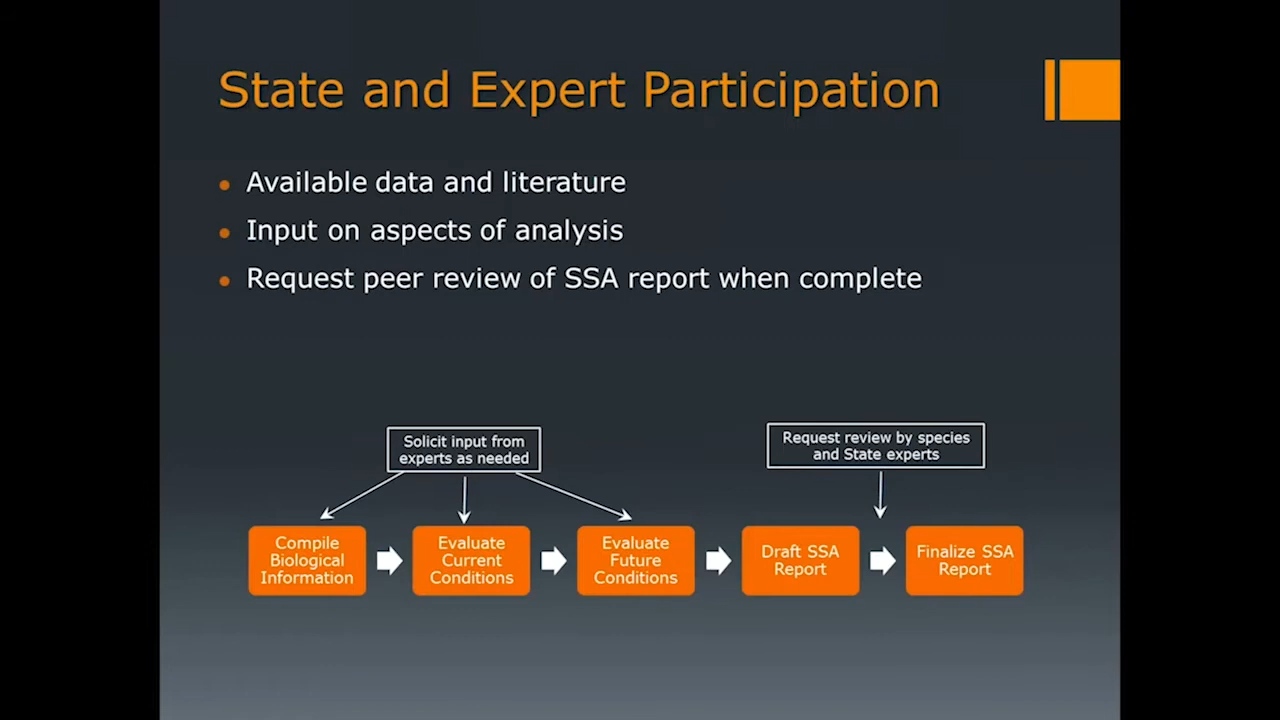 State and Expert Participation
Available data and literature
Input on aspects of analysis
Request peer review of SSA report when complete
Solicit input from
experts as needed
Request review by species
and State experts
Compile
Biological
Information
Evaluate
Current
Conditions
Evaluate
Future
Conditions
Draft SSA
Report
Finalize SSA
Report